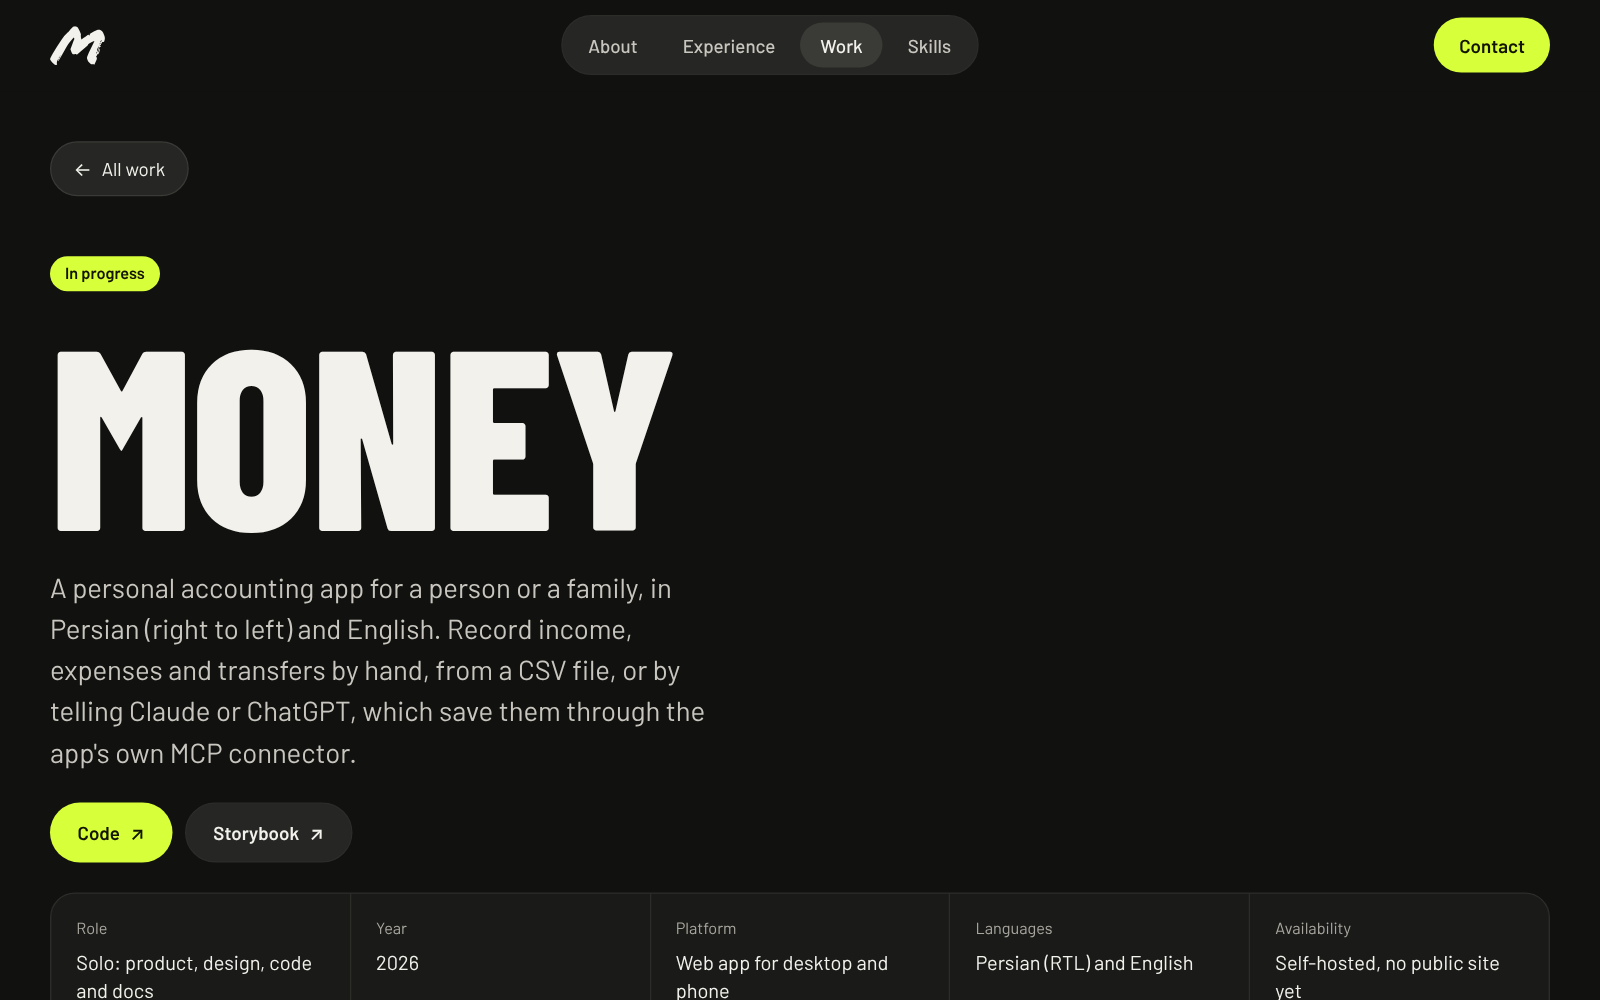 M
About
Experience
Work
Skills
Contact
← All work
In progress
MONEY
A personal accounting app for a person or a family, in
Persian (right to left) and English. Record income,
expenses and transfers by hand, from a CSV file, or by
telling Claude or ChatGPT, which save them through the
app's own MCP connector.
Code ↗
Storybook ↗
Role
Solo: product, design, code
and docs
Year
2026
Platform
Web app for desktop and
phone
Languages
Persian (RTL) and English
Availability
Self-hosted, no public site
yet